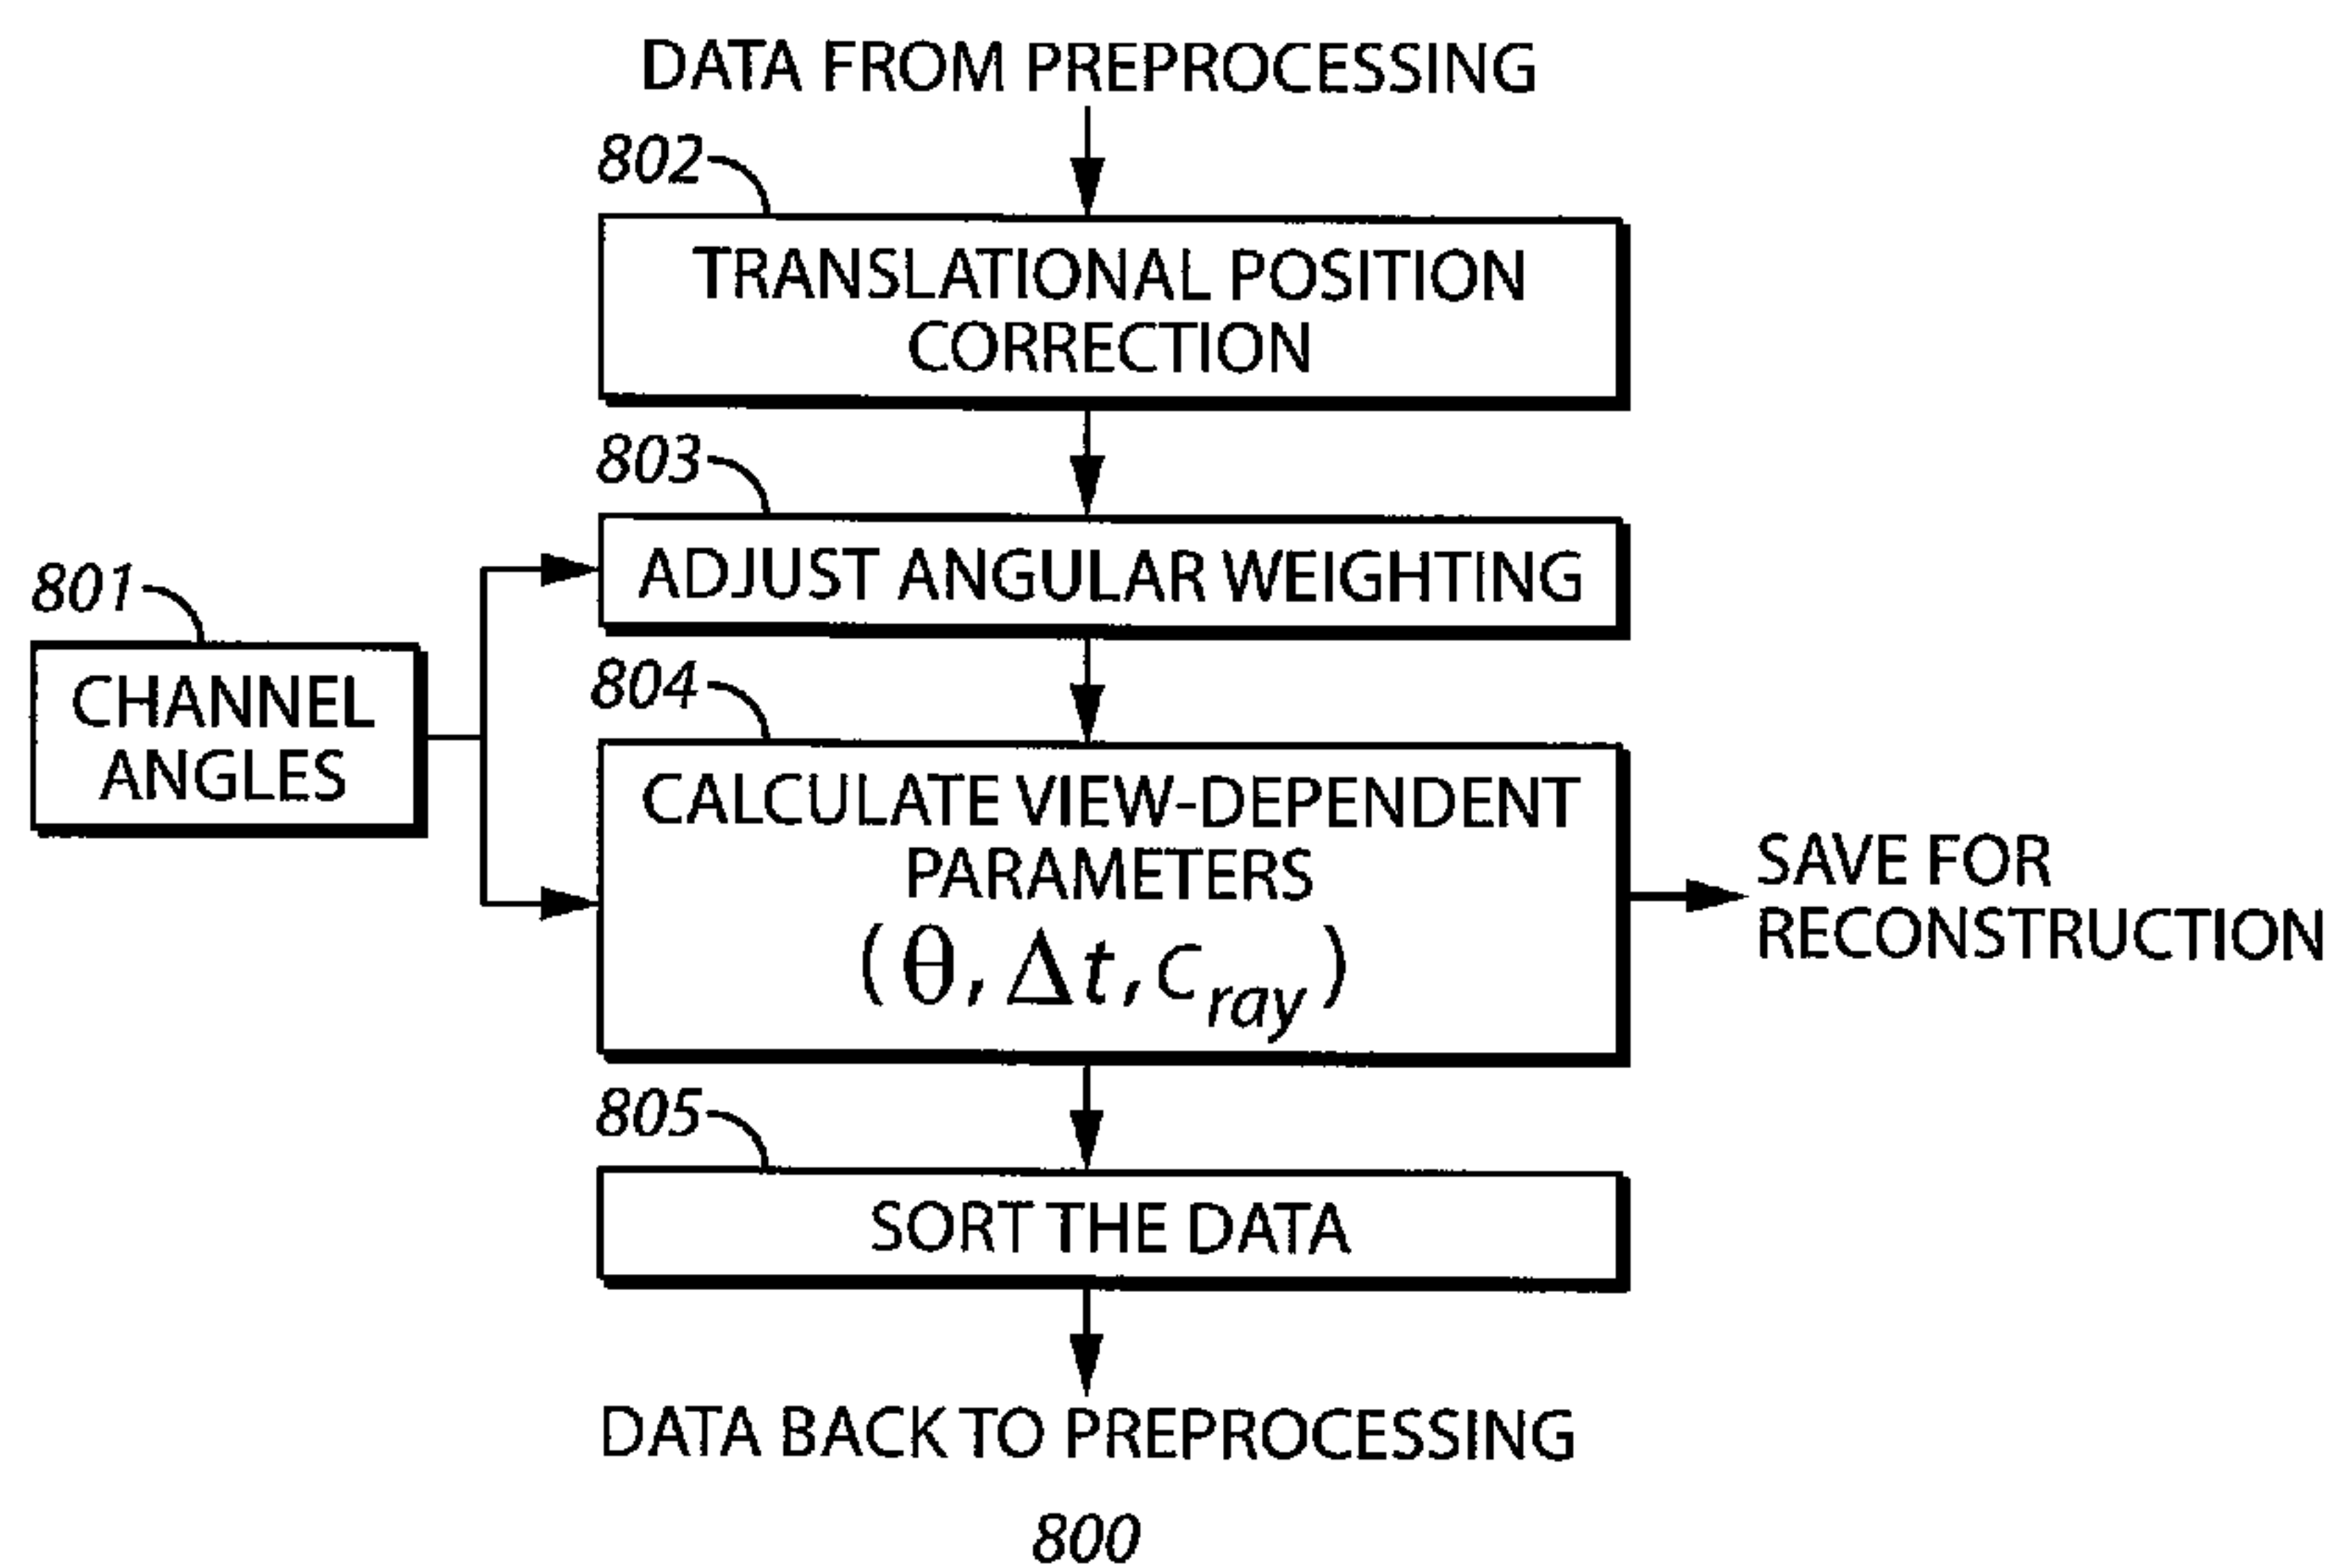 DATA FROM PREPROCESSING
802
TRANSLATIONAL POSITION
CORRECTION
803
ADJUST ANGULAR WEIGHTING
801
CHANNEL
ANGLES
804
CALCULATE VIEW-DEPENDENT
PARAMETERS
(θ, Δt, c_ray)
SAVE FOR
RECONSTRUCTION
805
SORT THE DATA
DATA BACK TO PREPROCESSING
800